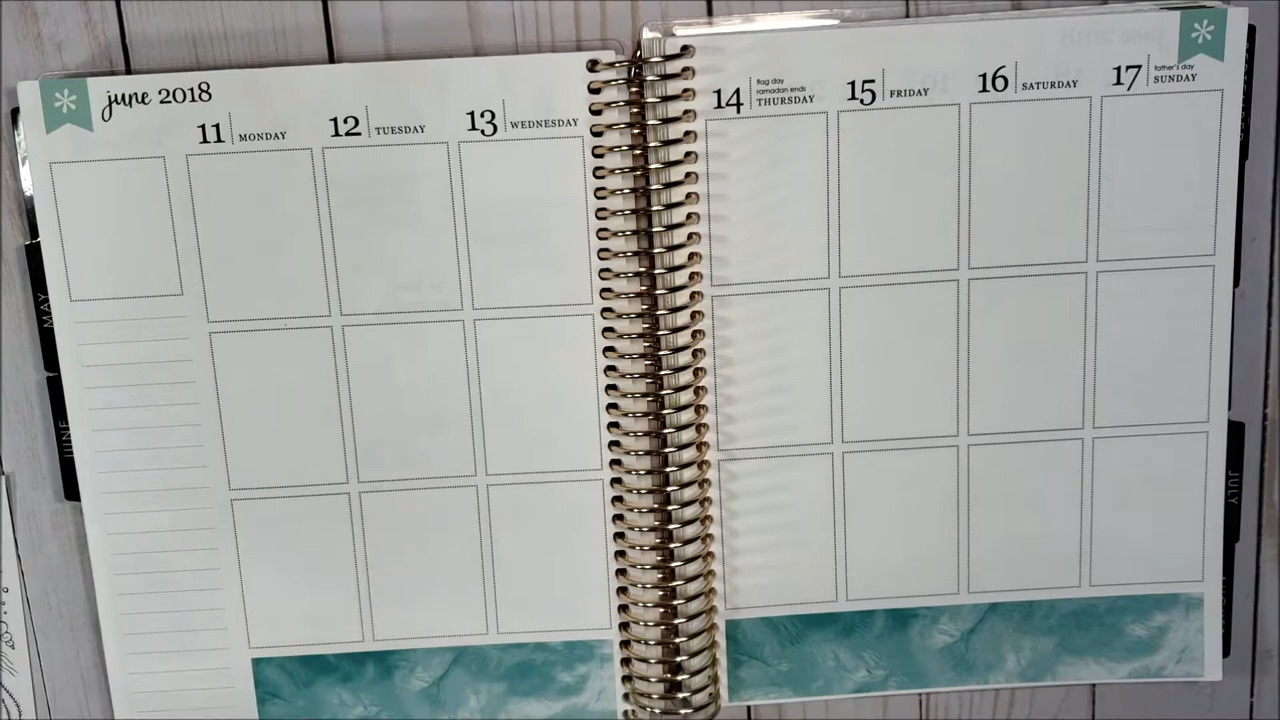 june 2018
11 MONDAY
12 TUESDAY
13 WEDNESDAY
14 flag day
ramadan ends
THURSDAY
15 FRIDAY
16 SATURDAY
17 father's day
SUNDAY
MAY
JUNE
JULY
AUGUST